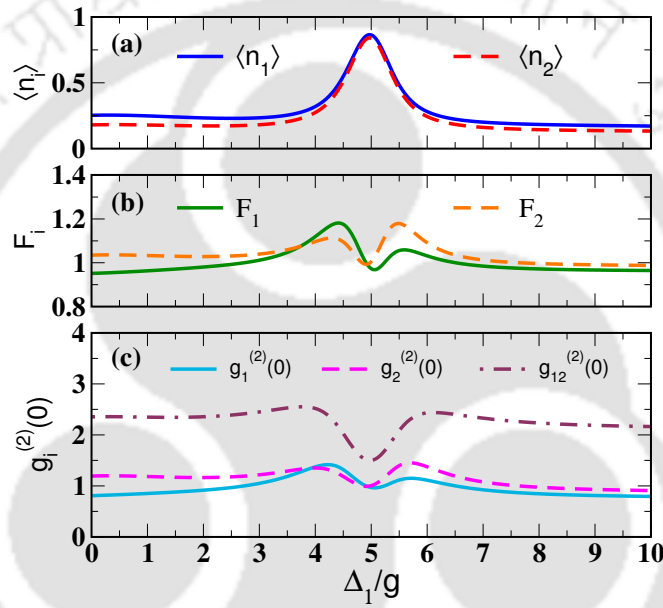 1
(a) ⟨n₁⟩ ⟨n₂⟩
0.5
⟨nᵢ⟩
0
1.4
(b) F₁ F₂
1.2
Fᵢ
1
0.8
4
(c) g₁⁽²⁾(0) g₂⁽²⁾(0) g₁₂⁽²⁾(0)
3
gᵢ⁽²⁾(0)
2
1
0
0 1 2 3 4 5 6 7 8 9 10
Δ₁/g